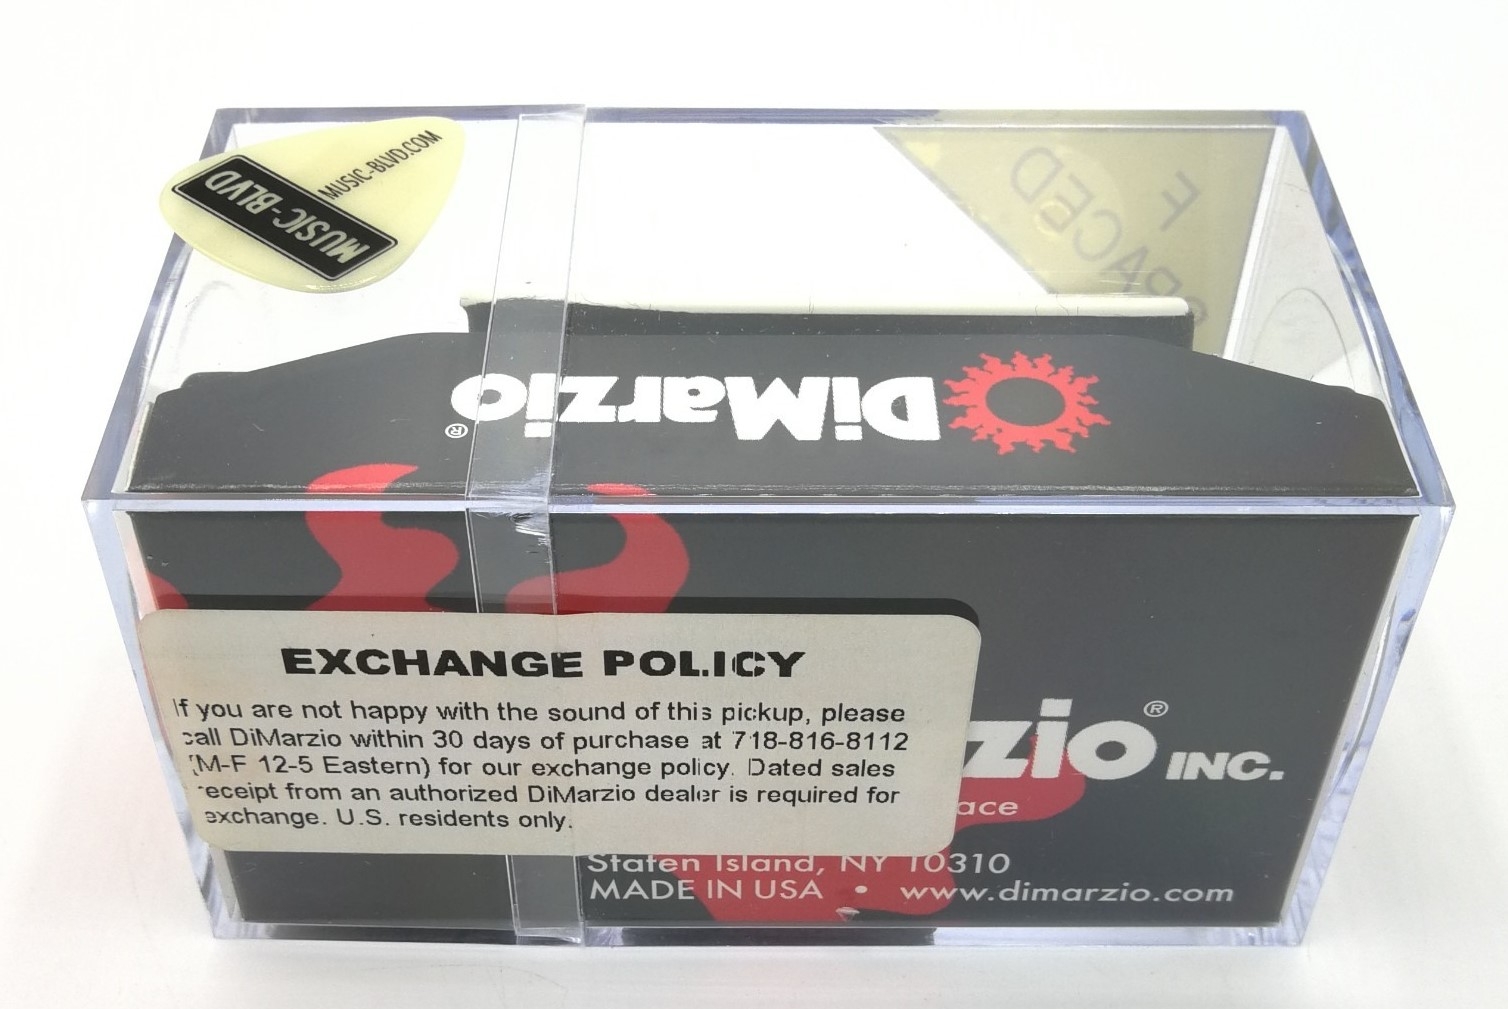 MUSIC-BLVD.COM
MUSIC-BLVD
F
SPACED
DiMarzio®
EXCHANGE POLICY
If you are not happy with the sound of this pickup, please
call DiMarzio within 30 days of purchase at 718-816-8112
(M-F 12-5 Eastern) for our exchange policy. Dated sales
receipt from an authorized DiMarzio dealer is required for
exchange. U.S. residents only.
zio® INC.
ace
Staten Island, NY 10310
MADE IN USA • www.dimarzio.com